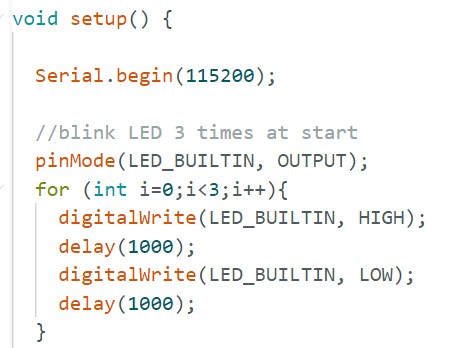 void setup() {
Serial.begin(115200);
//blink LED 3 times at start
pinMode(LED_BUILTIN, OUTPUT);
for (int i=0;i<3;i++){
digitalWrite(LED_BUILTIN, HIGH);
delay(1000);
digitalWrite(LED_BUILTIN, LOW);
delay(1000);
}